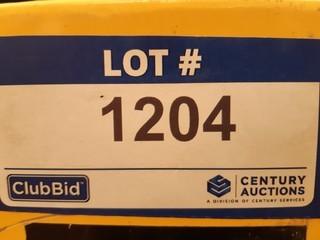 LOT #
1204
ClubBid
CENTURY
AUCTIONS
A DIVISION OF CENTURY SERVICES